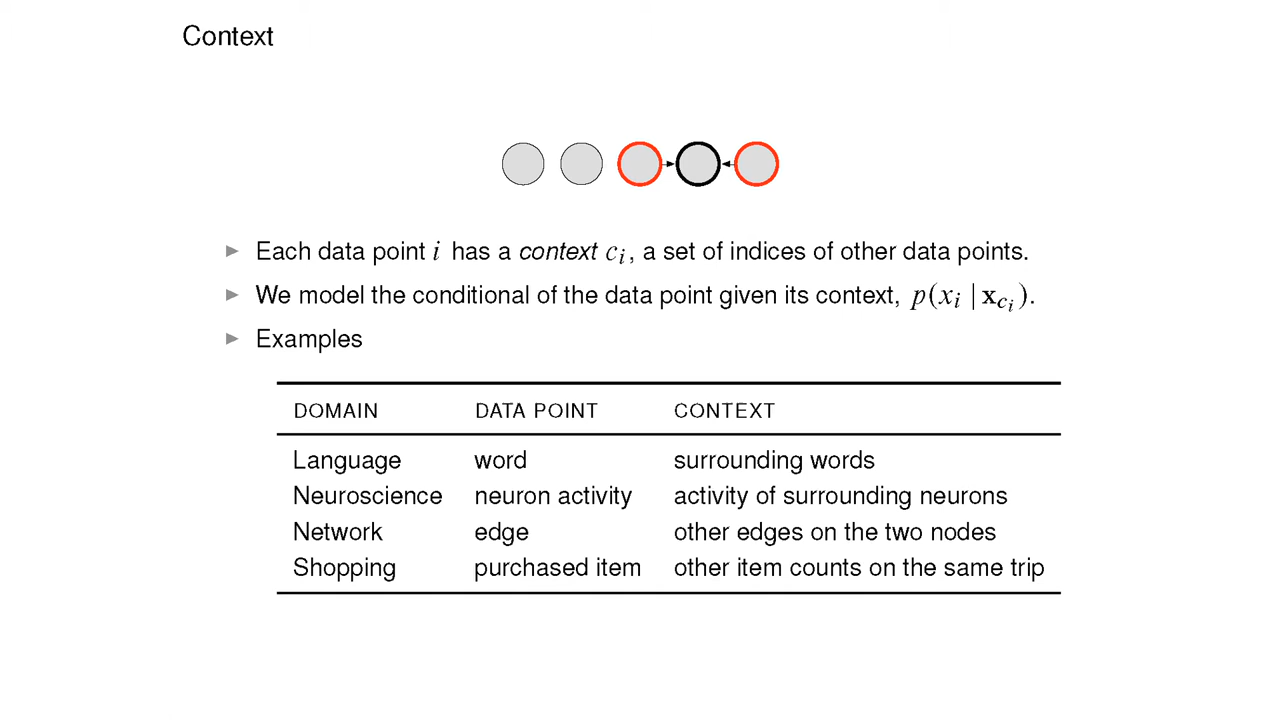 Context
▶ Each data point i has a context c_i, a set of indices of other data points.
▶ We model the conditional of the data point given its context, p(x_i | x_{c_i}).
▶ Examples
DOMAIN DATA POINT CONTEXT
Language word surrounding words
Neuroscience neuron activity activity of surrounding neurons
Network edge other edges on the two nodes
Shopping purchased item other item counts on the same trip